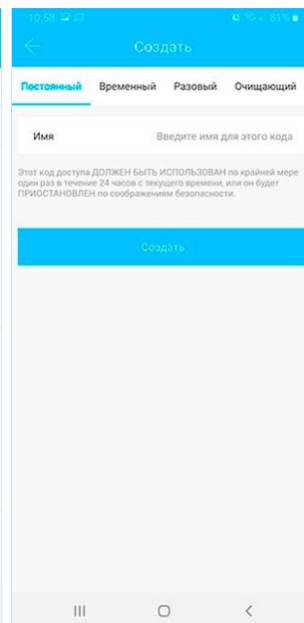 10:58 81%
Создать
Постоянный Временный Разовый Очищающий
Имя Введите имя для этого кода
Этот код доступа ДОЛЖЕН БЫТЬ ИСПОЛЬЗОВАН по крайней мере
один раз в течение 24 часов с текущего времени, или он будет
ПРИОСТАНОВЛЕН по соображениям безопасности.
Создать